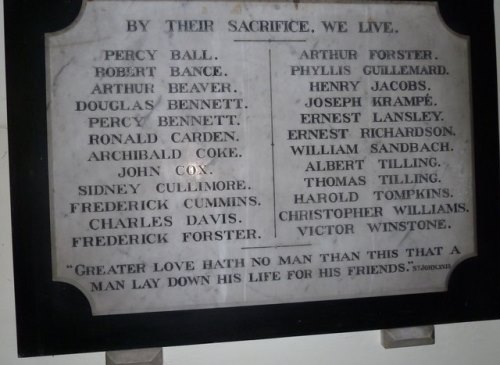 BY THEIR SACRIFICE, WE LIVE.
PERCY BALL.
ROBERT BANCE.
ARTHUR BEAVER.
DOUGLAS BENNETT.
PERCY BENNETT.
RONALD CARDEN.
ARCHIBALD COKE.
JOHN COX.
SIDNEY CULLIMORE.
FREDERICK CUMMINS.
CHARLES DAVIS.
FREDERICK FORSTER.
ARTHUR FORSTER.
PHYLLIS GUILLEMARD.
HENRY JACOBS.
JOSEPH KRAMPÉ.
ERNEST LANSLEY.
ERNEST RICHARDSON.
WILLIAM SANDBACH.
ALBERT TILLING.
THOMAS TILLING.
HAROLD TOMPKINS.
CHRISTOPHER WILLIAMS.
VICTOR WINSTONE.
"GREATER LOVE HATH NO MAN THAN THIS THAT A
MAN LAY DOWN HIS LIFE FOR HIS FRIENDS." ST JOHN